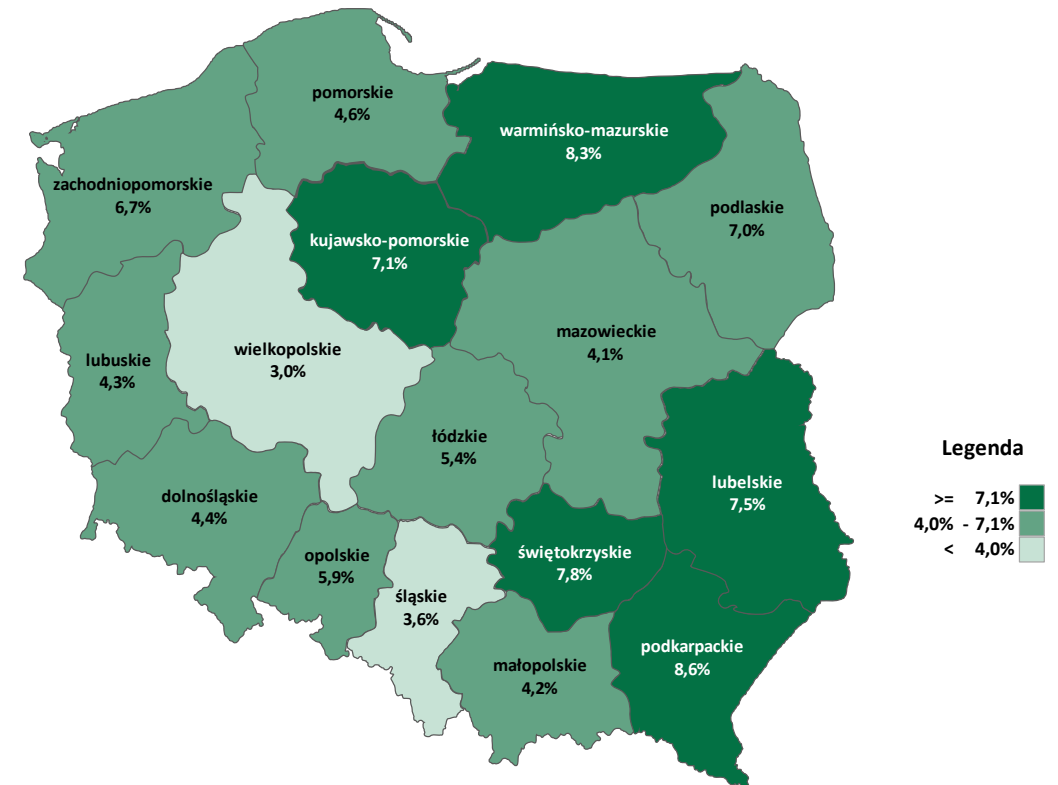 pomorskie
4,6%
warmińsko-mazurskie
8,3%
zachodniopomorskie
6,7%
podlaskie
7,0%
kujawsko-pomorskie
7,1%
mazowieckie
4,1%
wielkopolskie
3,0%
lubuskie
4,3%
łódzkie
5,4%
lubelskie
7,5%
dolnośląskie
4,4%
opolskie
5,9%
świętokrzyskie
7,8%
śląskie
3,6%
podkarpackie
8,6%
małopolskie
4,2%
Legenda
>= 7,1%
4,0% - 7,1%
< 4,0%